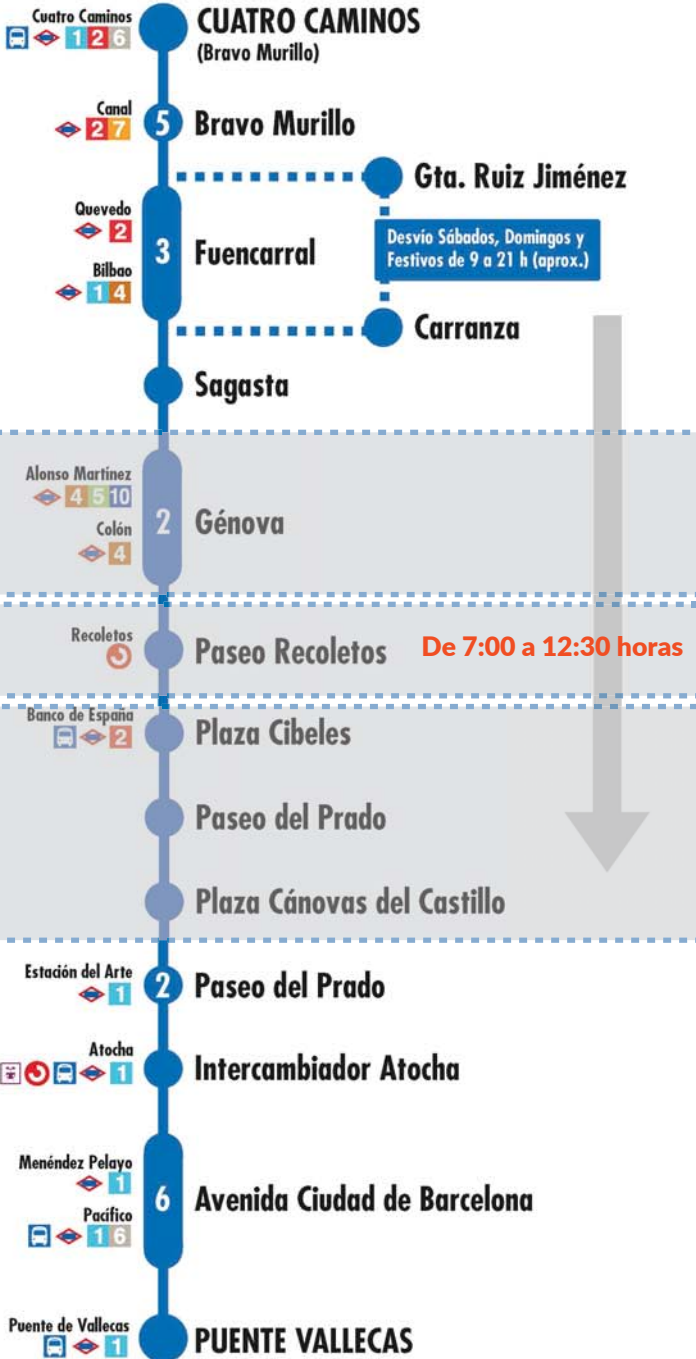 Cuatro Caminos
1 2 6
CUATRO CAMINOS
(Bravo Murillo)
Canal
2 7
5
Bravo Murillo
Gta. Ruiz Jiménez
Quevedo
2
3
Fuencarral
Desvío Sábados, Domingos y
Festivos de 9 a 21 h (aprox.)
Bilbao
1 4
Carranza
Sagasta
Alonso Martínez
4 5 10
2
Génova
Colón
4
Recoletos
Paseo Recoletos
De 7:00 a 12:30 horas
Banco de España
2
Plaza Cibeles
Paseo del Prado
Plaza Cánovas del Castillo
Estación del Arte
1
2
Paseo del Prado
Atocha
1
Intercambiador Atocha
Menéndez Pelayo
1
6
Avenida Ciudad de Barcelona
Pacífico
1 6
Puente de Vallecas
1
PUENTE VALLECAS